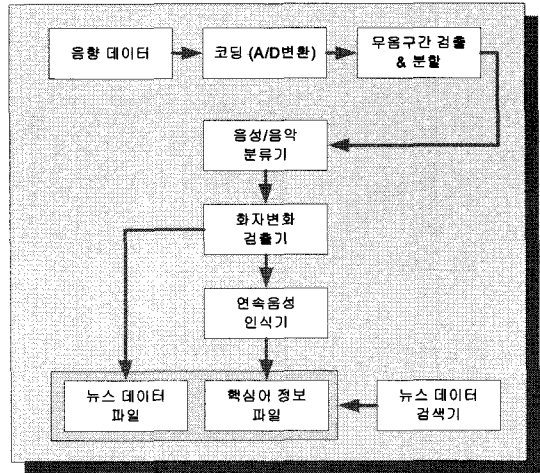 음향 데이터
코딩 (A/D변환)
무음구간 검출
& 분할
음성/음악
분류기
화자변화
검출기
연속음성
인식기
뉴스 데이터
파일
핵심어 정보
파일
뉴스 데이터
검색기